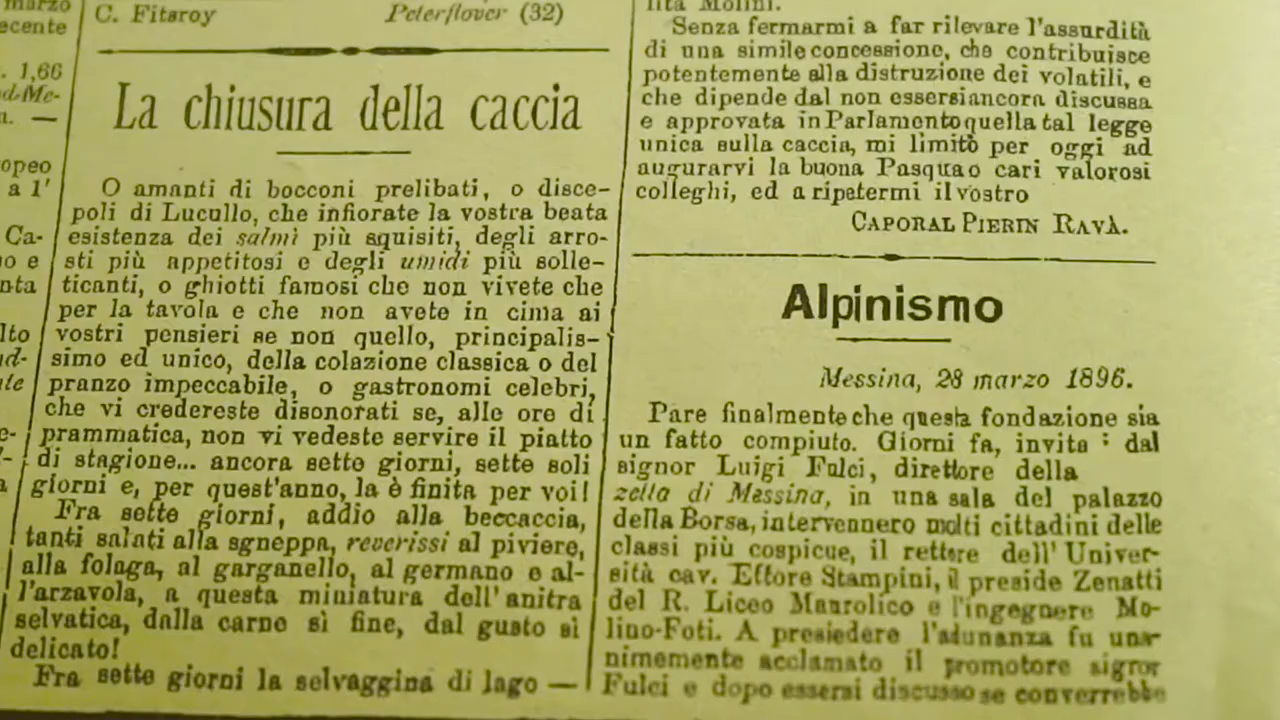 marzo
ecente
. 1,66
d-Me-
a. —
opeo
a 1'
Ca-
no e
nta
lto
C. Fitzroy Peterflover (32)
La chiusura della caccia
O amanti di bocconi prelibati, o disce-
poli di Lucullo, che infiorate la vostra beata
esistenza dei salmì più squisiti, degli arro-
sti più appetitosi e degli umidi più solle-
ticanti, o ghiotti famosi che non vivete che
per la tavola e che non avete in cima ai
vostri pensieri se non quello, principalis-
simo ed unico, della colazione classica o del
pranzo impeccabile, o gastronomi celebri,
che vi credereste disonorati se, alle ore di
prammatica, non vi vedeste servire il piatto
di stagione... ancora sette giorni, sette soli
giorni e, per quest'anno, la è finita per voi!
Fra sette giorni, addio alla beccaccia,
tanti saluti alla sgneppa, reverissi al piviere,
alla folaga, al garganello, al germano e al-
l'arzavola, a questa miniatura dell'anitra
selvatica, dalla carne sì fine, dal gusto sì
delicato!
Fra sette giorni la selvaggina di lago —
lita Molini.
Senza fermarmi a far rilevare l'assurdità
di una simile concessione, che contribuisce
potentemente alla distruzione dei volatili, e
che dipende dal non essersi ancora discussa
e approvata in Parlamento quella tal legge
unica sulla caccia, mi limito per oggi ad
augurarvi la buona Pasqua o cari valorosi
colleghi, ed a ripetermi il vostro
CAPORAL PIERIN RAVÀ.
Alpinismo
Messina, 28 marzo 1896.
Pare finalmente che questa fondazione sia
un fatto compiuto. Giorni fa, invita : dal
signor Luigi Fulci, direttore della
zetta di Messina, in una sala del palazzo
della Borsa, intervennero molti cittadini delle
classi più cospicue, il rettore dell'Univer-
sità cav. Ettore Stampini, il preside Zenatti
del R. Liceo Maurolico e l'ingegnere Mo-
lino-Foti. A presiedere l'adunanza fu una-
nimemente acclamato il promotore signor
Fulci e dopo essersi discusso se converrebbe